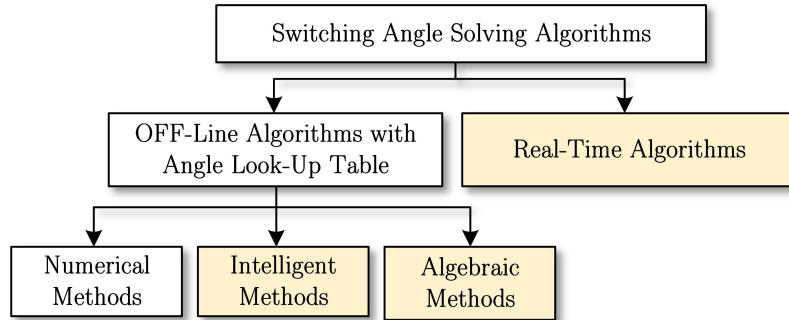 Switching Angle Solving Algorithms
OFF-Line Algorithms with
Angle Look-Up Table
Real-Time Algorithms
Numerical
Methods
Intelligent
Methods
Algebraic
Methods